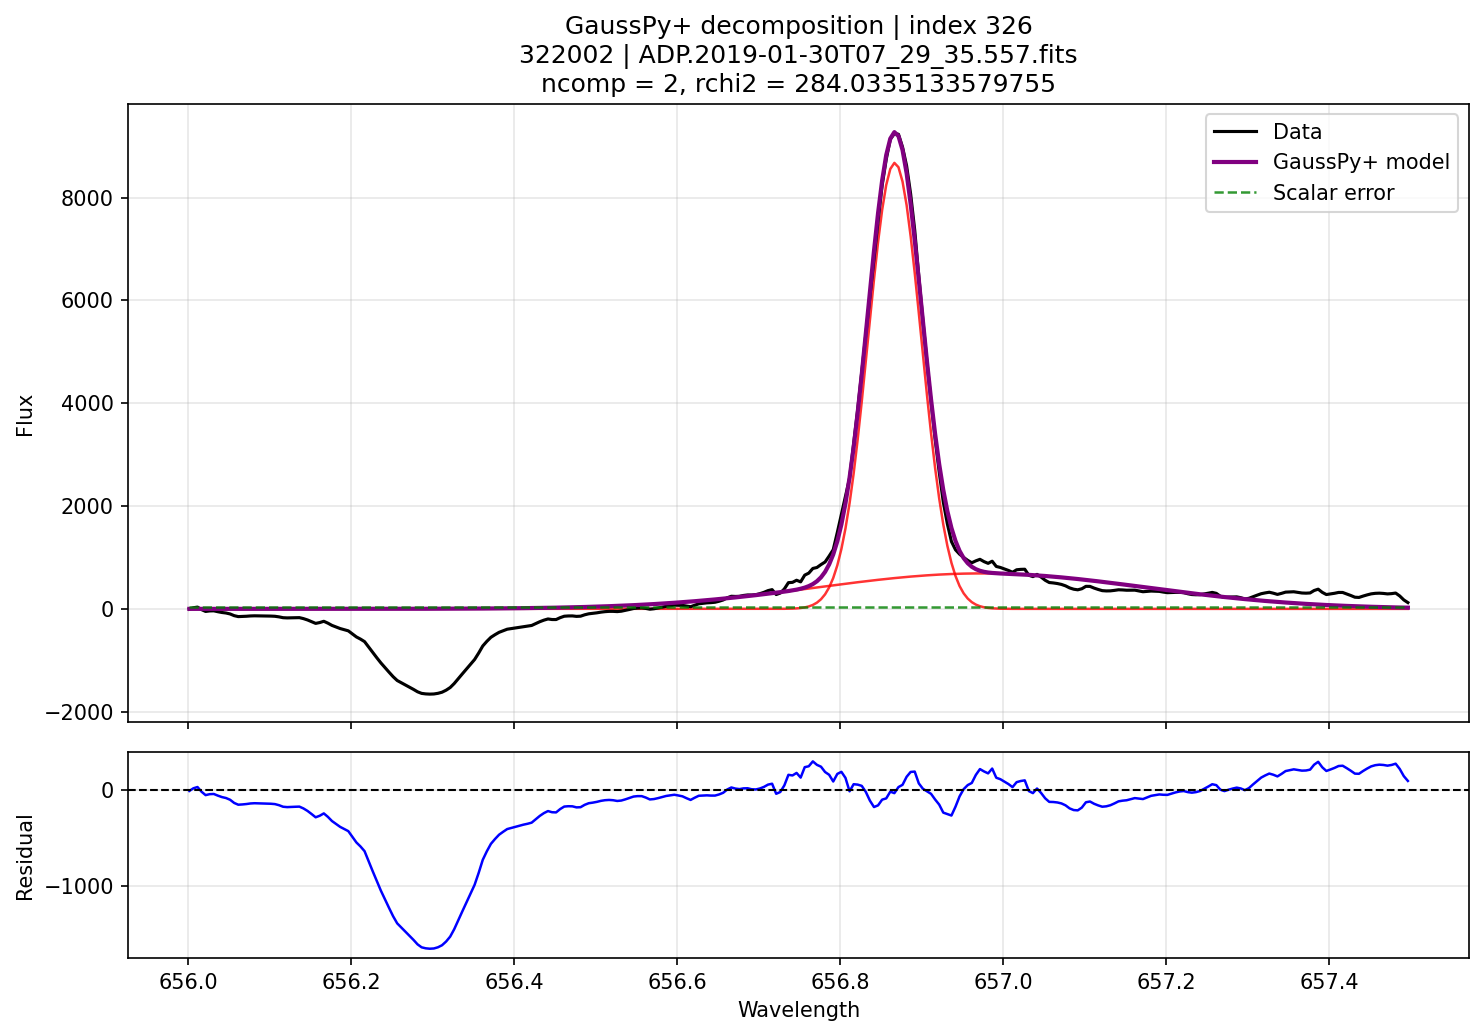 GaussPy+ decomposition | index 326
322002 | ADP.2019-01-30T07_29_35.557.fits
ncomp = 2, rchi2 = 284.0335133579755
Data
GaussPy+ model
Scalar error
Flux
8000
6000
4000
2000
0
−2000
Residual
0
−1000
656.0
656.2
656.4
656.6
656.8
657.0
657.2
657.4
Wavelength